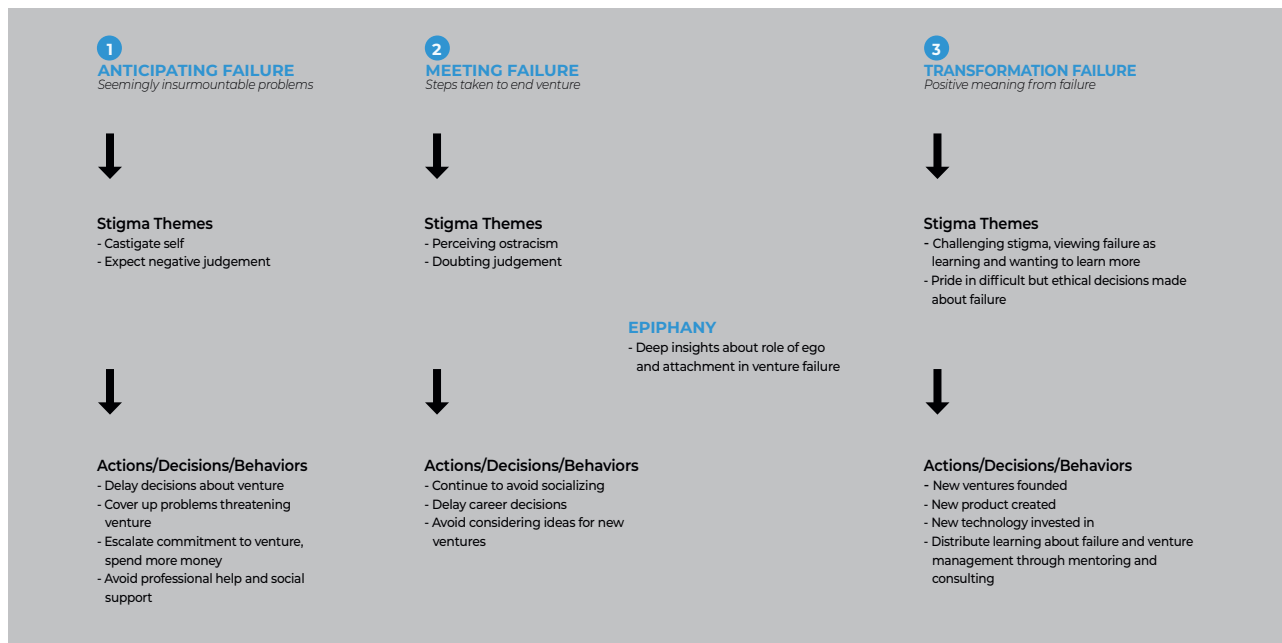 1
ANTICIPATING FAILURE
Seemingly insurmountable problems
Stigma Themes
- Castigate self
- Expect negative judgement
Actions/Decisions/Behaviors
- Delay decisions about venture
- Cover up problems threatening
venture
- Escalate commitment to venture,
spend more money
- Avoid professional help and social
support
2
MEETING FAILURE
Steps taken to end venture
Stigma Themes
- Perceiving ostracism
- Doubting judgement
Actions/Decisions/Behaviors
- Continue to avoid socializing
- Delay career decisions
- Avoid considering ideas for new
ventures
EPIPHANY
- Deep insights about role of ego
and attachment in venture failure
3
TRANSFORMATION FAILURE
Positive meaning from failure
Stigma Themes
- Challenging stigma, viewing failure as
learning and wanting to learn more
- Pride in difficult but ethical decisions made
about failure
Actions/Decisions/Behaviors
- New ventures founded
- New product created
- New technology invested in
- Distribute learning about failure and venture
management through mentoring and
consulting